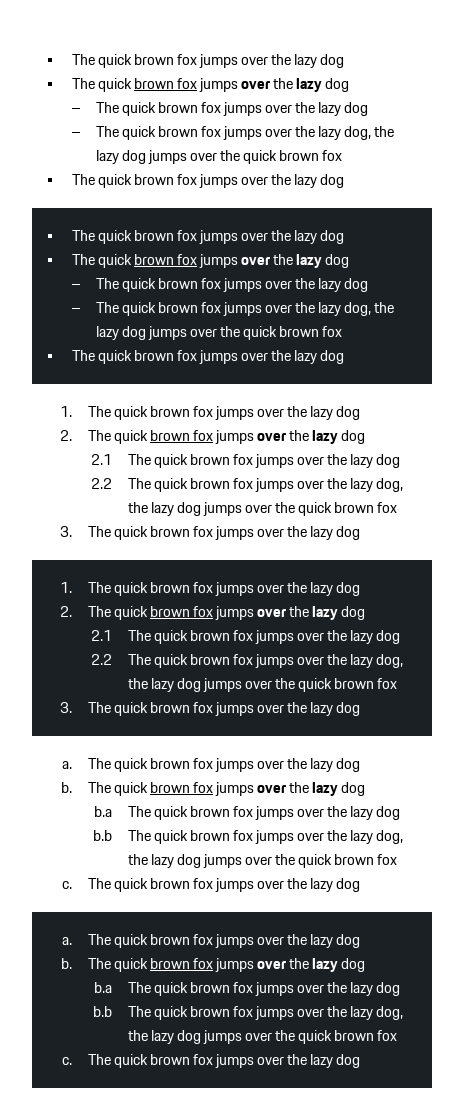 ▪ The quick brown fox jumps over the lazy dog
▪ The quick brown fox jumps over the lazy dog
– The quick brown fox jumps over the lazy dog
– The quick brown fox jumps over the lazy dog, the
lazy dog jumps over the quick brown fox
▪ The quick brown fox jumps over the lazy dog
▪ The quick brown fox jumps over the lazy dog
▪ The quick brown fox jumps over the lazy dog
– The quick brown fox jumps over the lazy dog
– The quick brown fox jumps over the lazy dog, the
lazy dog jumps over the quick brown fox
▪ The quick brown fox jumps over the lazy dog
1. The quick brown fox jumps over the lazy dog
2. The quick brown fox jumps over the lazy dog
2.1 The quick brown fox jumps over the lazy dog
2.2 The quick brown fox jumps over the lazy dog,
the lazy dog jumps over the quick brown fox
3. The quick brown fox jumps over the lazy dog
1. The quick brown fox jumps over the lazy dog
2. The quick brown fox jumps over the lazy dog
2.1 The quick brown fox jumps over the lazy dog
2.2 The quick brown fox jumps over the lazy dog,
the lazy dog jumps over the quick brown fox
3. The quick brown fox jumps over the lazy dog
a. The quick brown fox jumps over the lazy dog
b. The quick brown fox jumps over the lazy dog
b.a The quick brown fox jumps over the lazy dog
b.b The quick brown fox jumps over the lazy dog,
the lazy dog jumps over the quick brown fox
c. The quick brown fox jumps over the lazy dog
a. The quick brown fox jumps over the lazy dog
b. The quick brown fox jumps over the lazy dog
b.a The quick brown fox jumps over the lazy dog
b.b The quick brown fox jumps over the lazy dog,
the lazy dog jumps over the quick brown fox
c. The quick brown fox jumps over the lazy dog